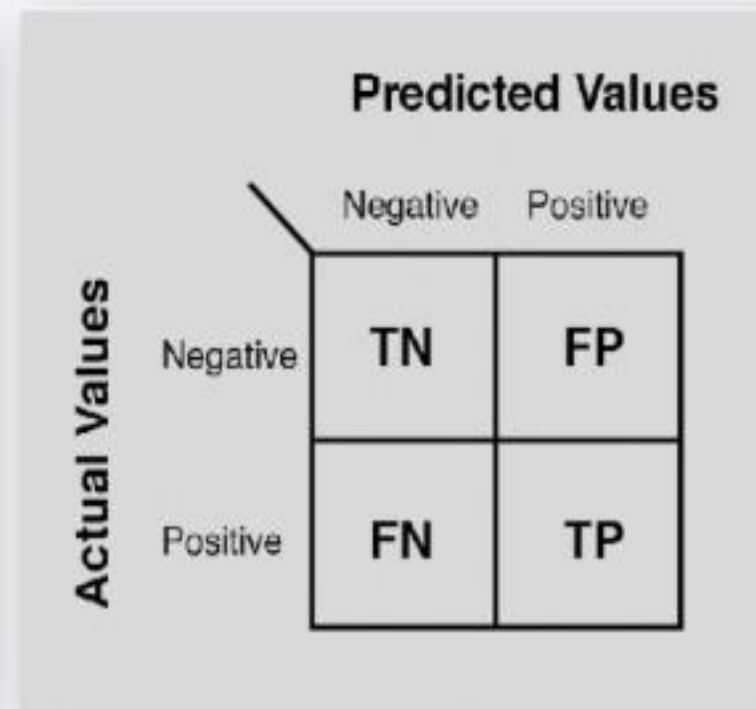 Predicted Values
Negative Positive
Actual Values
Negative TN FP
Positive FN TP